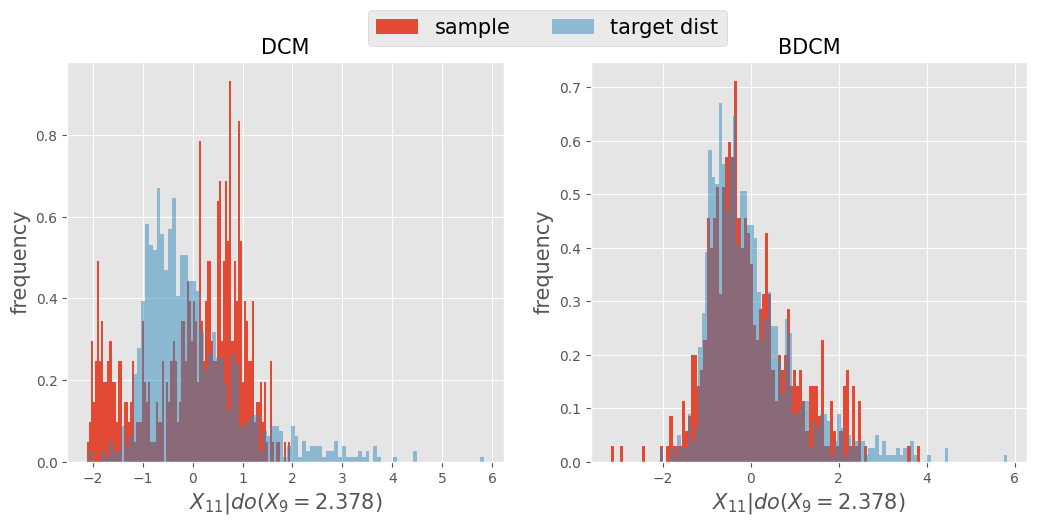 sample target dist
DCM
frequency
0.0
0.2
0.4
0.6
0.8
−2 −1 0 1 2 3 4 5 6
X₁₁|do(X₉ = 2.378)
BDCM
frequency
0.0
0.1
0.2
0.3
0.4
0.5
0.6
0.7
−2 0 2 4 6
X₁₁|do(X₉ = 2.378)